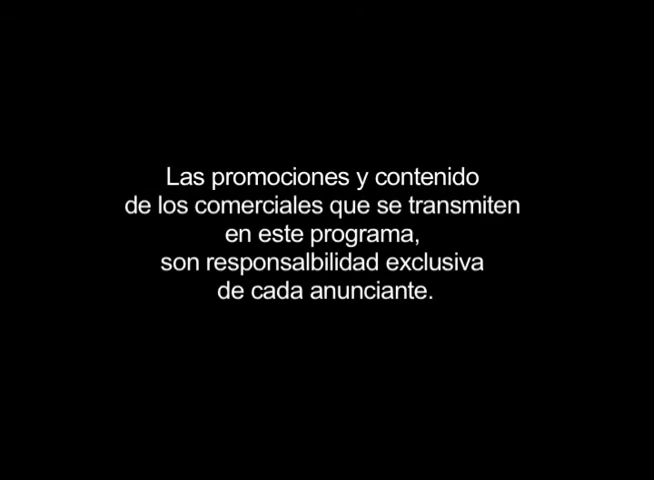 Las promociones y contenido
de los comerciales que se transmiten
en este programa,
son responsalbilidad exclusiva
de cada anunciante.